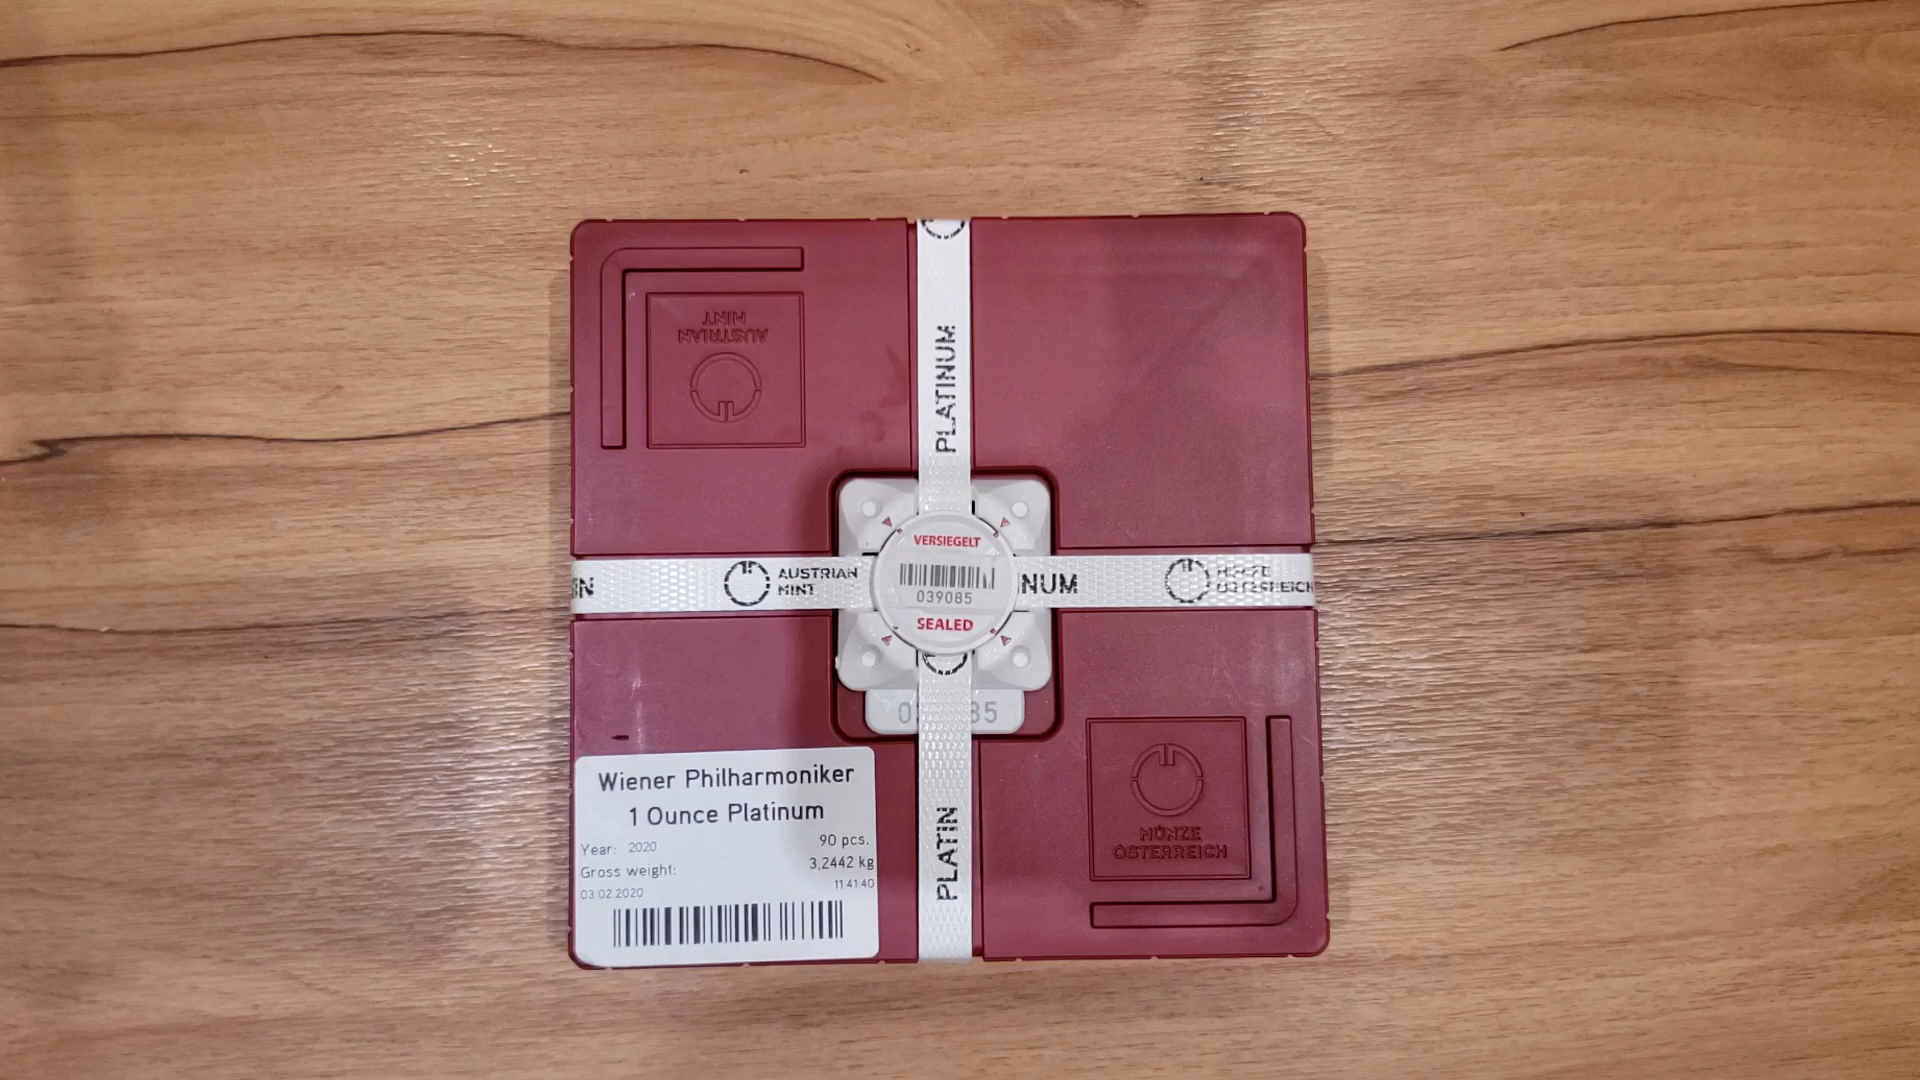 AUSTRIAN
MINT
PLATINUM
VERSIEGELT
039085
SEALED
AUSTRIAN
MINT
NUM
MÜNZE
ÖSTERREICH
PLATIN
Wiener Philharmoniker
1 Ounce Platinum
Year: 2020 90 pcs.
Gross weight: 3,2442 kg
03.02.2020 11:41:40
MÜNZE
ÖSTERREICH